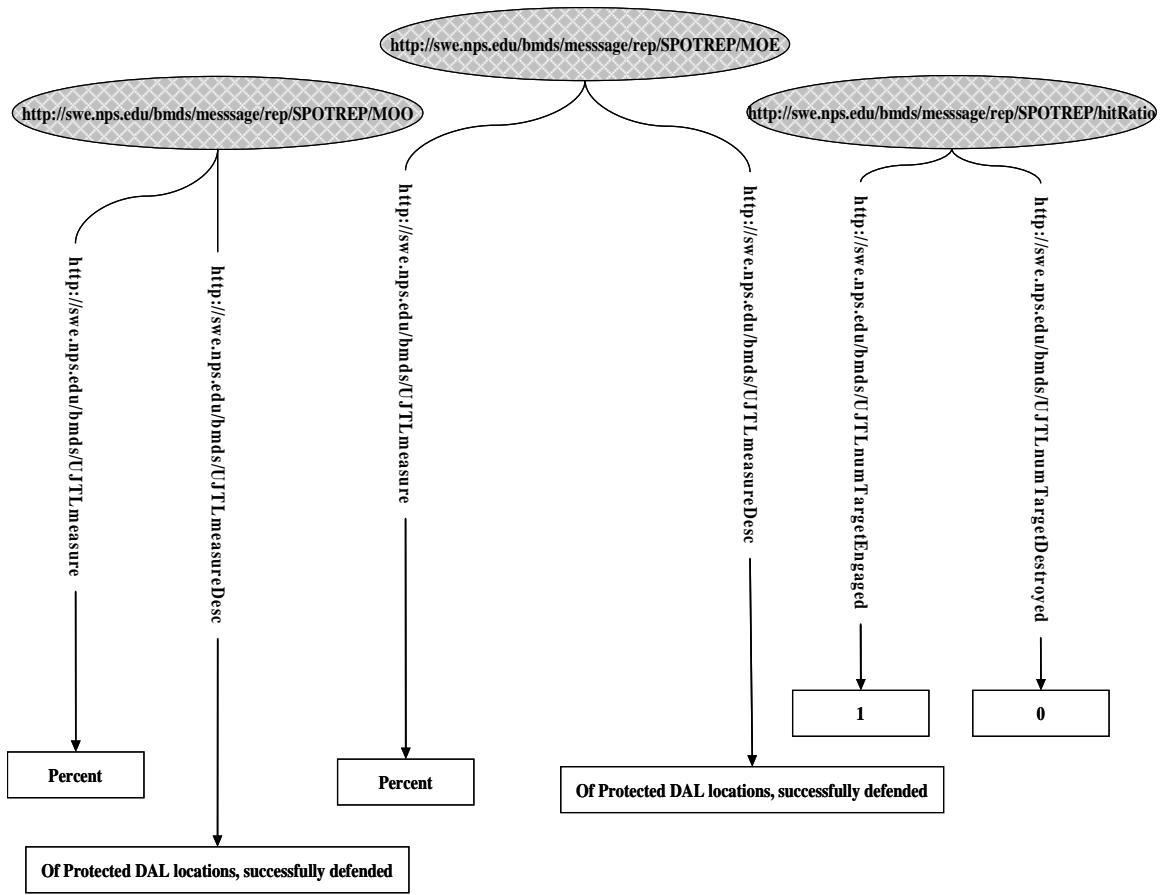 http://swe.nps.edu/bmds/messsage/rep/SPOTREP/MOE
http://swe.nps.edu/bmds/messsage/rep/SPOTREP/MOO
http://swe.nps.edu/bmds/messsage/rep/SPOTREP/hitRatio
http://swe.nps.edu/bmds/UJTLmeasure
http://swe.nps.edu/bmds/UJTLmeasureDesc
http://swe.nps.edu/bmds/UJTLmeasure
http://swe.nps.edu/bmds/UJTLmeasureDesc
http://swe.nps.edu/bmds/UJTLnumTargetEngaged
http://swe.nps.edu/bmds/UJTLnumTargetDestroyed
1
0
Percent
Percent
Of Protected DAL locations, successfully defended
Of Protected DAL locations, successfully defended